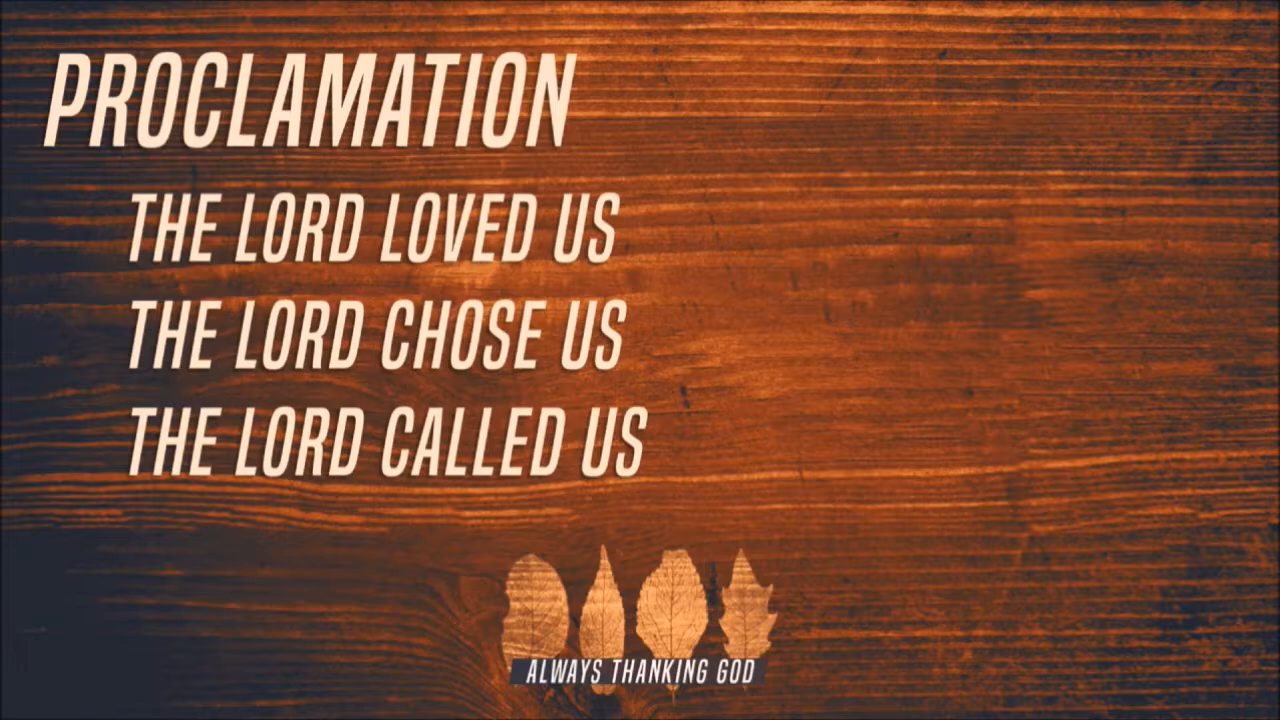 PROCLAMATION
THE LORD LOVED US
THE LORD CHOSE US
THE LORD CALLED US
ALWAYS THANKING GOD